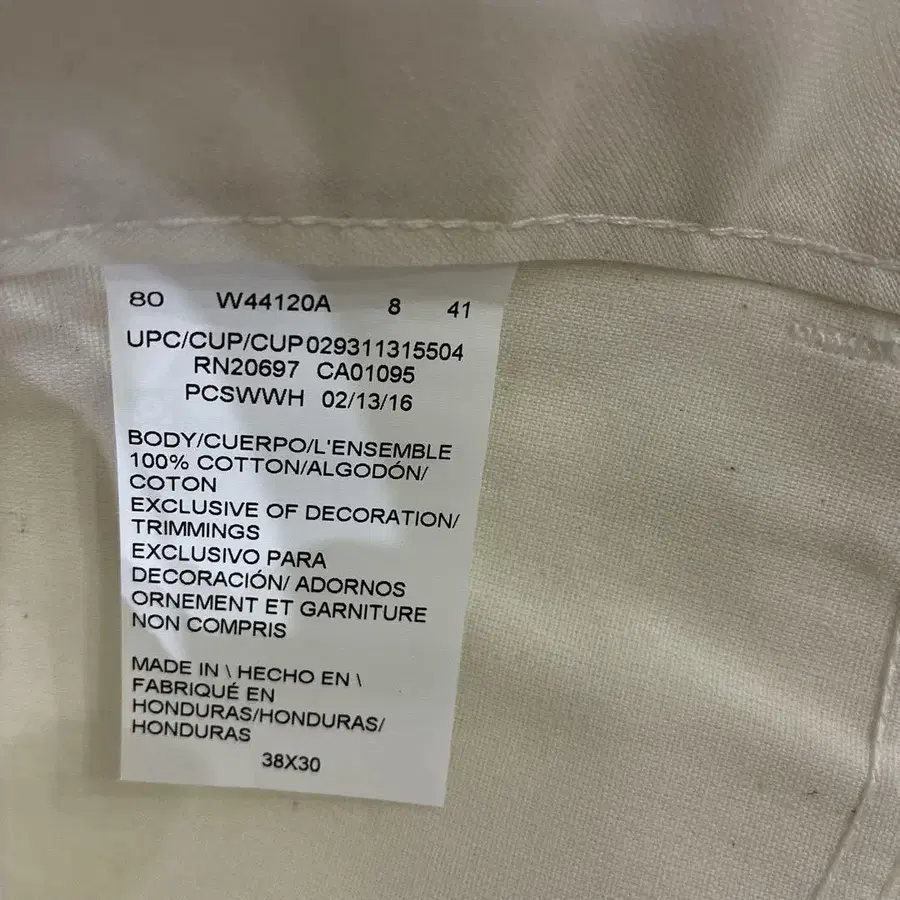 80 W44120A 8 41
UPC/CUP/CUP029311315504
RN20697 CA01095
PCSWWH 02/13/16
BODY/CUERPO/L'ENSEMBLE
100% COTTON/ALGODÓN/
COTON
EXCLUSIVE OF DECORATION/
TRIMMINGS
EXCLUSIVO PARA
DECORACIÓN/ ADORNOS
ORNEMENT ET GARNITURE
NON COMPRIS
MADE IN \ HECHO EN \
FABRIQUÉ EN
HONDURAS/HONDURAS/
HONDURAS
38X30